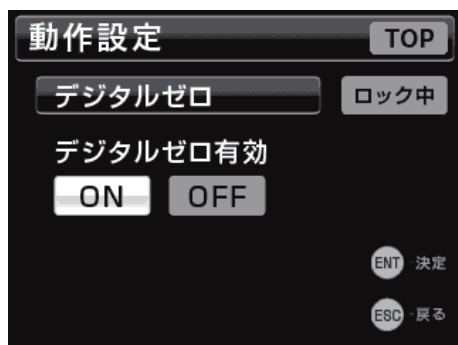 動作設定 TOP
デジタルゼロ ロック中
デジタルゼロ有効
ON OFF
ENT -決定
ESC -戻る